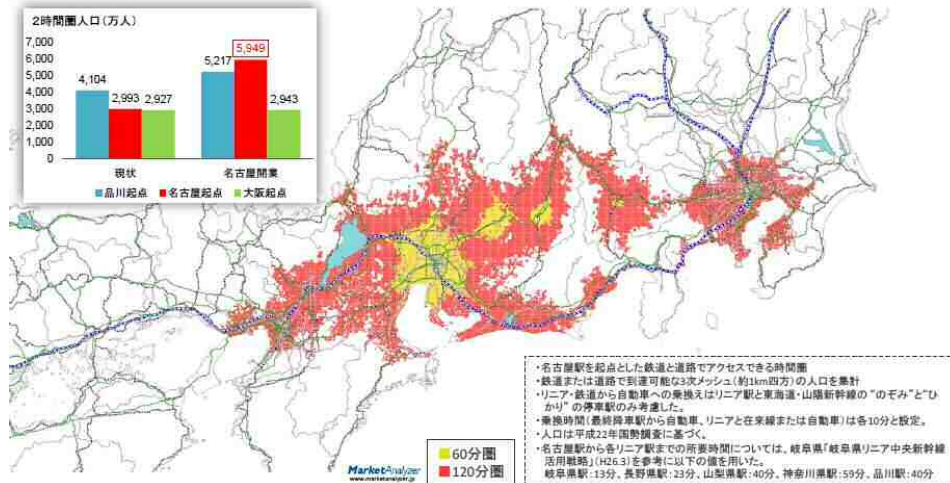 2時間圏人口(万人)
7,000
6,000
5,000
4,000
3,000
2,000
1,000
0
4,104
2,993
2,927
5,217
5,949
2,943
現状
名古屋開業
品川起点
名古屋起点
大阪起点
60分圏
120分圏
MarketAnalyzer
www.marketanalyzer.jp
・名古屋駅を起点とした鉄道と道路でアクセスできる時間圏
・鉄道または道路で到達可能な3次メッシュ(約1km四方)の人口を集計
・リニア・鉄道から自動車への乗換えはリニア駅と東海道・山陽新幹線の"のぞみ"と"ひ
かり"の停車駅のみ考慮した。
・乗換時間(最終降車駅から自動車、リニアと在来線または自動車)は各10分と設定。
・人口は平成22年国勢調査に基づく。
・名古屋駅から各リニア駅までの所要時間については、岐阜県「岐阜県リニア中央新幹線
活用戦略」(H26.3)を参考に以下の値を用いた。
岐阜県駅:13分、長野県駅:23分、山梨県駅:40分、神奈川県駅:59分、品川駅:40分